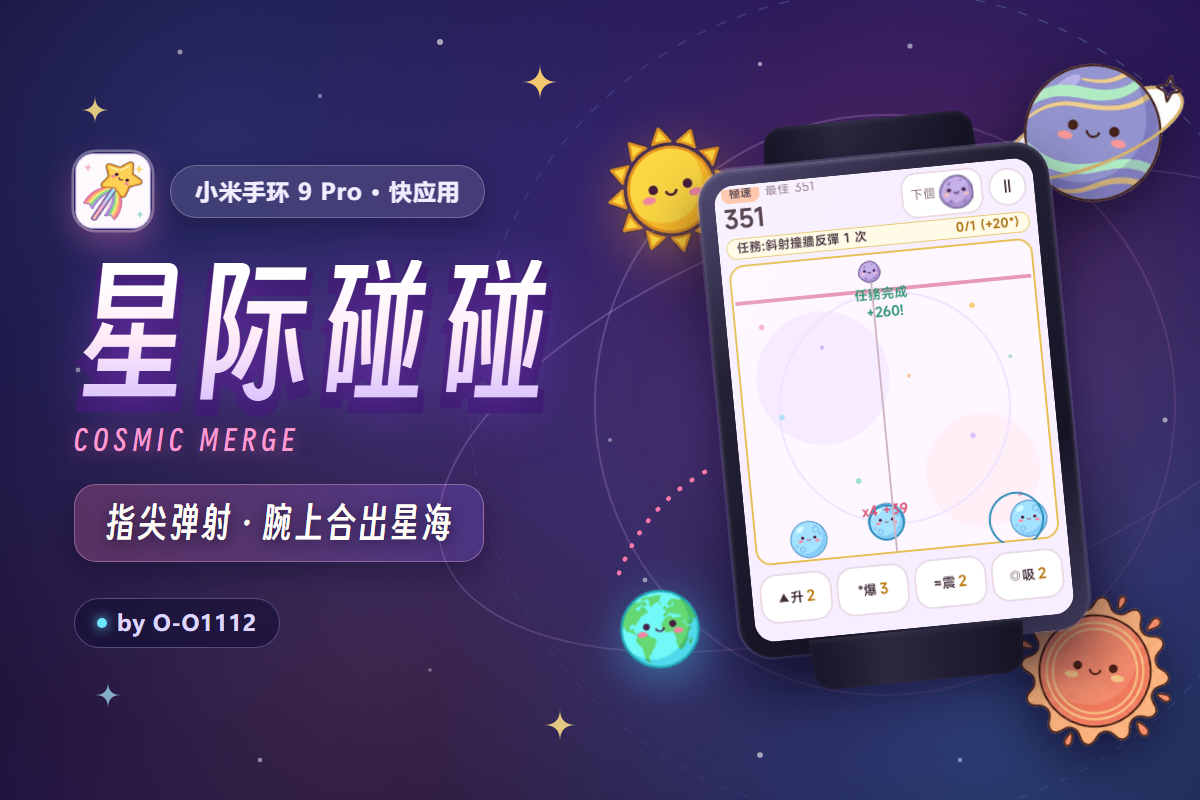 小米手环 9 Pro • 快应用
星际碰碰
COSMIC MERGE
指尖弹射 · 腕上合出星海
by O-O1112
極速 最佳 351
351
下個
任務:斜射撞牆反彈 1 次
0/1 (+20*)
任務完成
+260!
x4 +39
▲升 2
*爆 3
≈震 2
◎吸 2